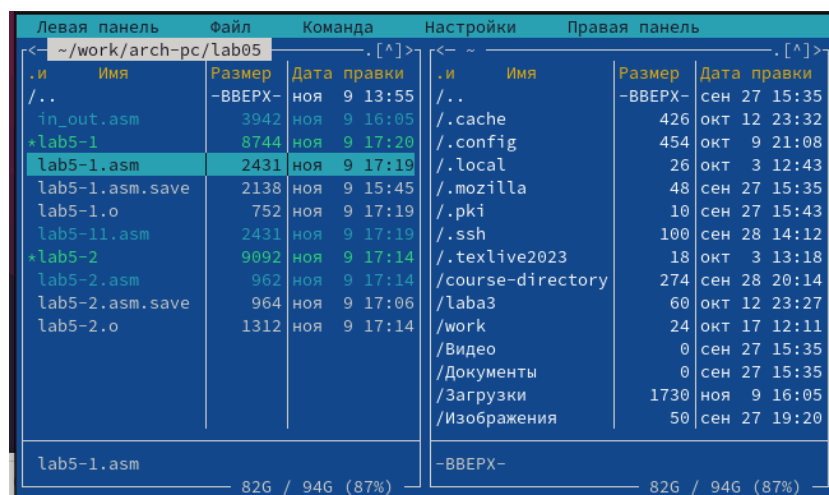 Левая панель Файл Команда Настройки Правая панель
<— ~/work/arch-pc/lab05 .[^]>
.и Имя Размер Дата правки
/.. -ВВЕРХ- ноя 9 13:55
in_out.asm 3942 ноя 9 16:05
*lab5-1 8744 ноя 9 17:20
lab5-1.asm 2431 ноя 9 17:19
lab5-1.asm.save 2138 ноя 9 15:45
lab5-1.o 752 ноя 9 17:19
lab5-11.asm 2431 ноя 9 17:19
*lab5-2 9092 ноя 9 17:14
lab5-2.asm 962 ноя 9 17:14
lab5-2.asm.save 964 ноя 9 17:06
lab5-2.o 1312 ноя 9 17:14
lab5-1.asm
82G / 94G (87%)
<— ~ .[^]>
.и Имя Размер Дата правки
/.. -ВВЕРХ- сен 27 15:35
/.cache 426 окт 12 23:32
/.config 454 окт 9 21:08
/.local 26 окт 3 12:43
/.mozilla 48 сен 27 15:35
/.pki 10 сен 27 15:43
/.ssh 100 сен 28 14:12
/.texlive2023 18 окт 3 13:18
/course-directory 274 сен 28 20:14
/laba3 60 окт 12 23:27
/work 24 окт 17 12:11
/Видео 0 сен 27 15:35
/Документы 0 сен 27 15:35
/Загрузки 1730 ноя 9 16:05
/Изображения 50 сен 27 19:20
-ВВЕРХ-
82G / 94G (87%)